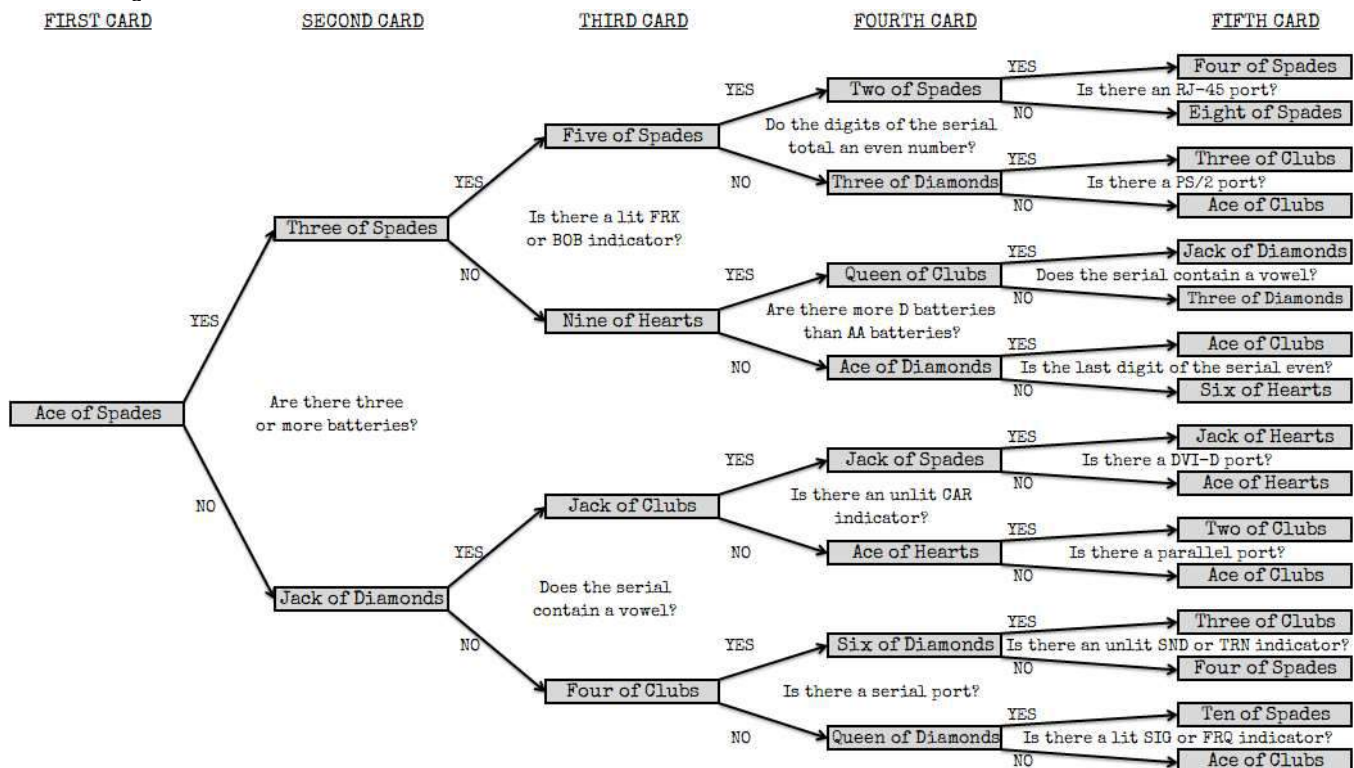 FIRST CARD SECOND CARD THIRD CARD FOURTH CARD FIFTH CARD
YES Four of Spades
YES Two of Spades Is there an RJ-45 port?
NO Eight of Spades
Five of Spades Do the digits of the serial
total an even number?
YES Three of Clubs
YES NO Three of Diamonds Is there a PS/2 port?
NO Ace of Clubs
Three of Spades Is there a lit FRK
or BOB indicator?
YES Jack of Diamonds
NO YES Queen of Clubs Does the serial contain a vowel?
NO Three of Diamonds
YES Nine of Hearts Are there more D batteries
than AA batteries?
YES Ace of Clubs
NO Ace of Diamonds Is the last digit of the serial even?
NO Six of Hearts
Ace of Spades Are there three
or more batteries?
YES Jack of Hearts
YES Jack of Spades Is there a DVI-D port?
NO Ace of Hearts
NO Jack of Clubs Is there an unlit CAR
indicator?
YES Two of Clubs
YES NO Ace of Hearts Is there a parallel port?
NO Ace of Clubs
Jack of Diamonds Does the serial
contain a vowel?
YES Three of Clubs
NO YES Six of Diamonds Is there an unlit SND or TRN indicator?
NO Four of Spades
Four of Clubs Is there a serial port?
YES Ten of Spades
NO Queen of Diamonds Is there a lit SIG or FRQ indicator?
NO Ace of Clubs